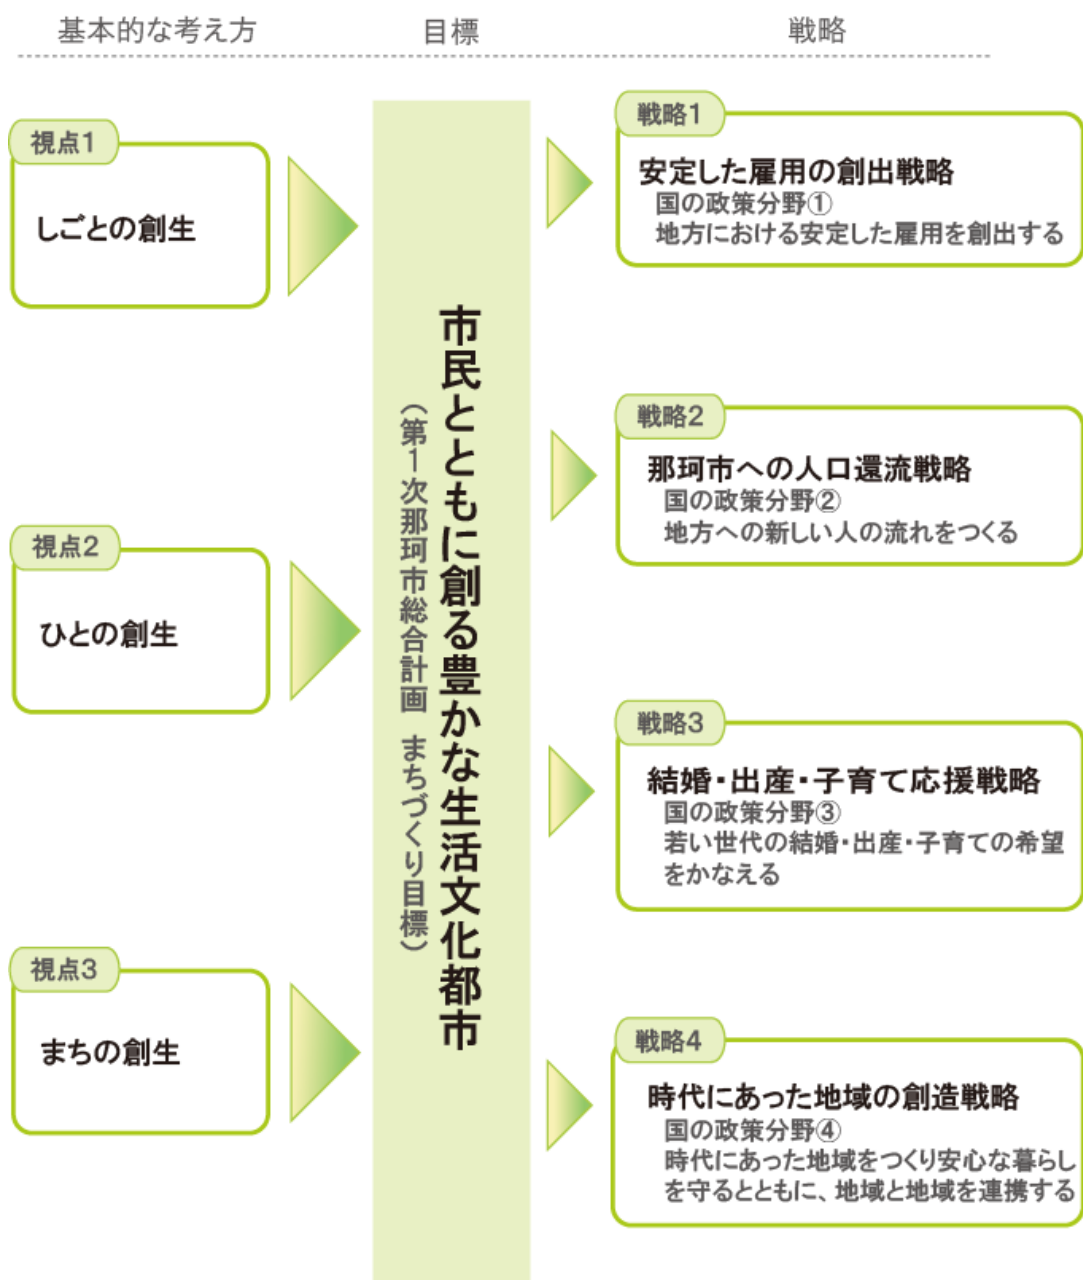 基本的な考え方
目標
戦略
視点1
しごとの創生
視点2
ひとの創生
視点3
まちの創生
市民とともに創る豊かな生活文化都市
（第1次那珂市総合計画 まちづくり目標）
戦略1
安定した雇用の創出戦略
国の政策分野①
地方における安定した雇用を創出する
戦略2
那珂市への人口還流戦略
国の政策分野②
地方への新しい人の流れをつくる
戦略3
結婚・出産・子育て応援戦略
国の政策分野③
若い世代の結婚・出産・子育ての希望
をかなえる
戦略4
時代にあった地域の創造戦略
国の政策分野④
時代にあった地域をつくり安心な暮らし
を守るとともに、地域と地域を連携する